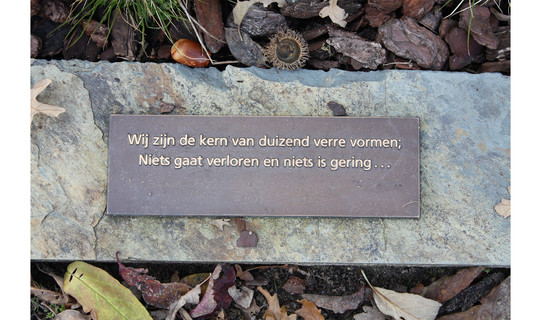 Wij zijn de kern van duizend verre vormen;
Niets gaat verloren en niets is gering...